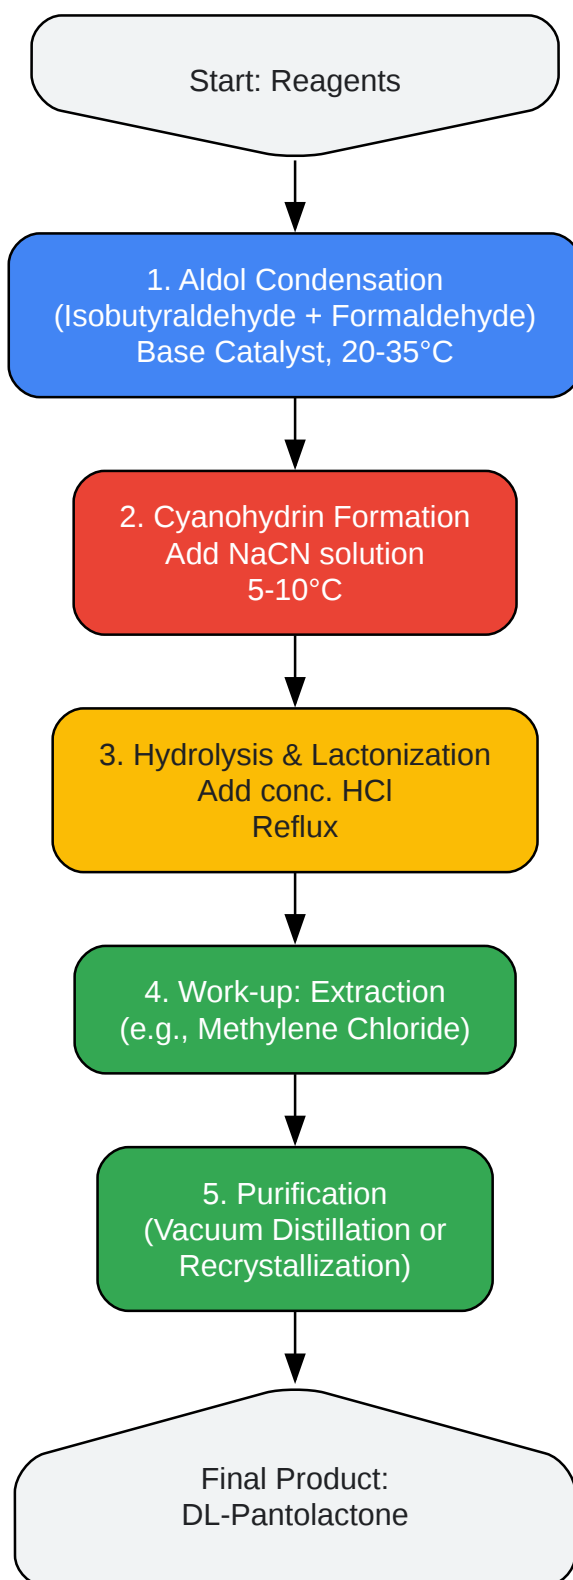 Start: Reagents
1. Aldol Condensation
(Isobutyraldehyde + Formaldehyde)
Base Catalyst, 20-35°C
2. Cyanohydrin Formation
Add NaCN solution
5-10°C
3. Hydrolysis & Lactonization
Add conc. HCl
Reflux
4. Work-up: Extraction
(e.g., Methylene Chloride)
5. Purification
(Vacuum Distillation or
Recrystallization)
Final Product:
DL-Pantolactone